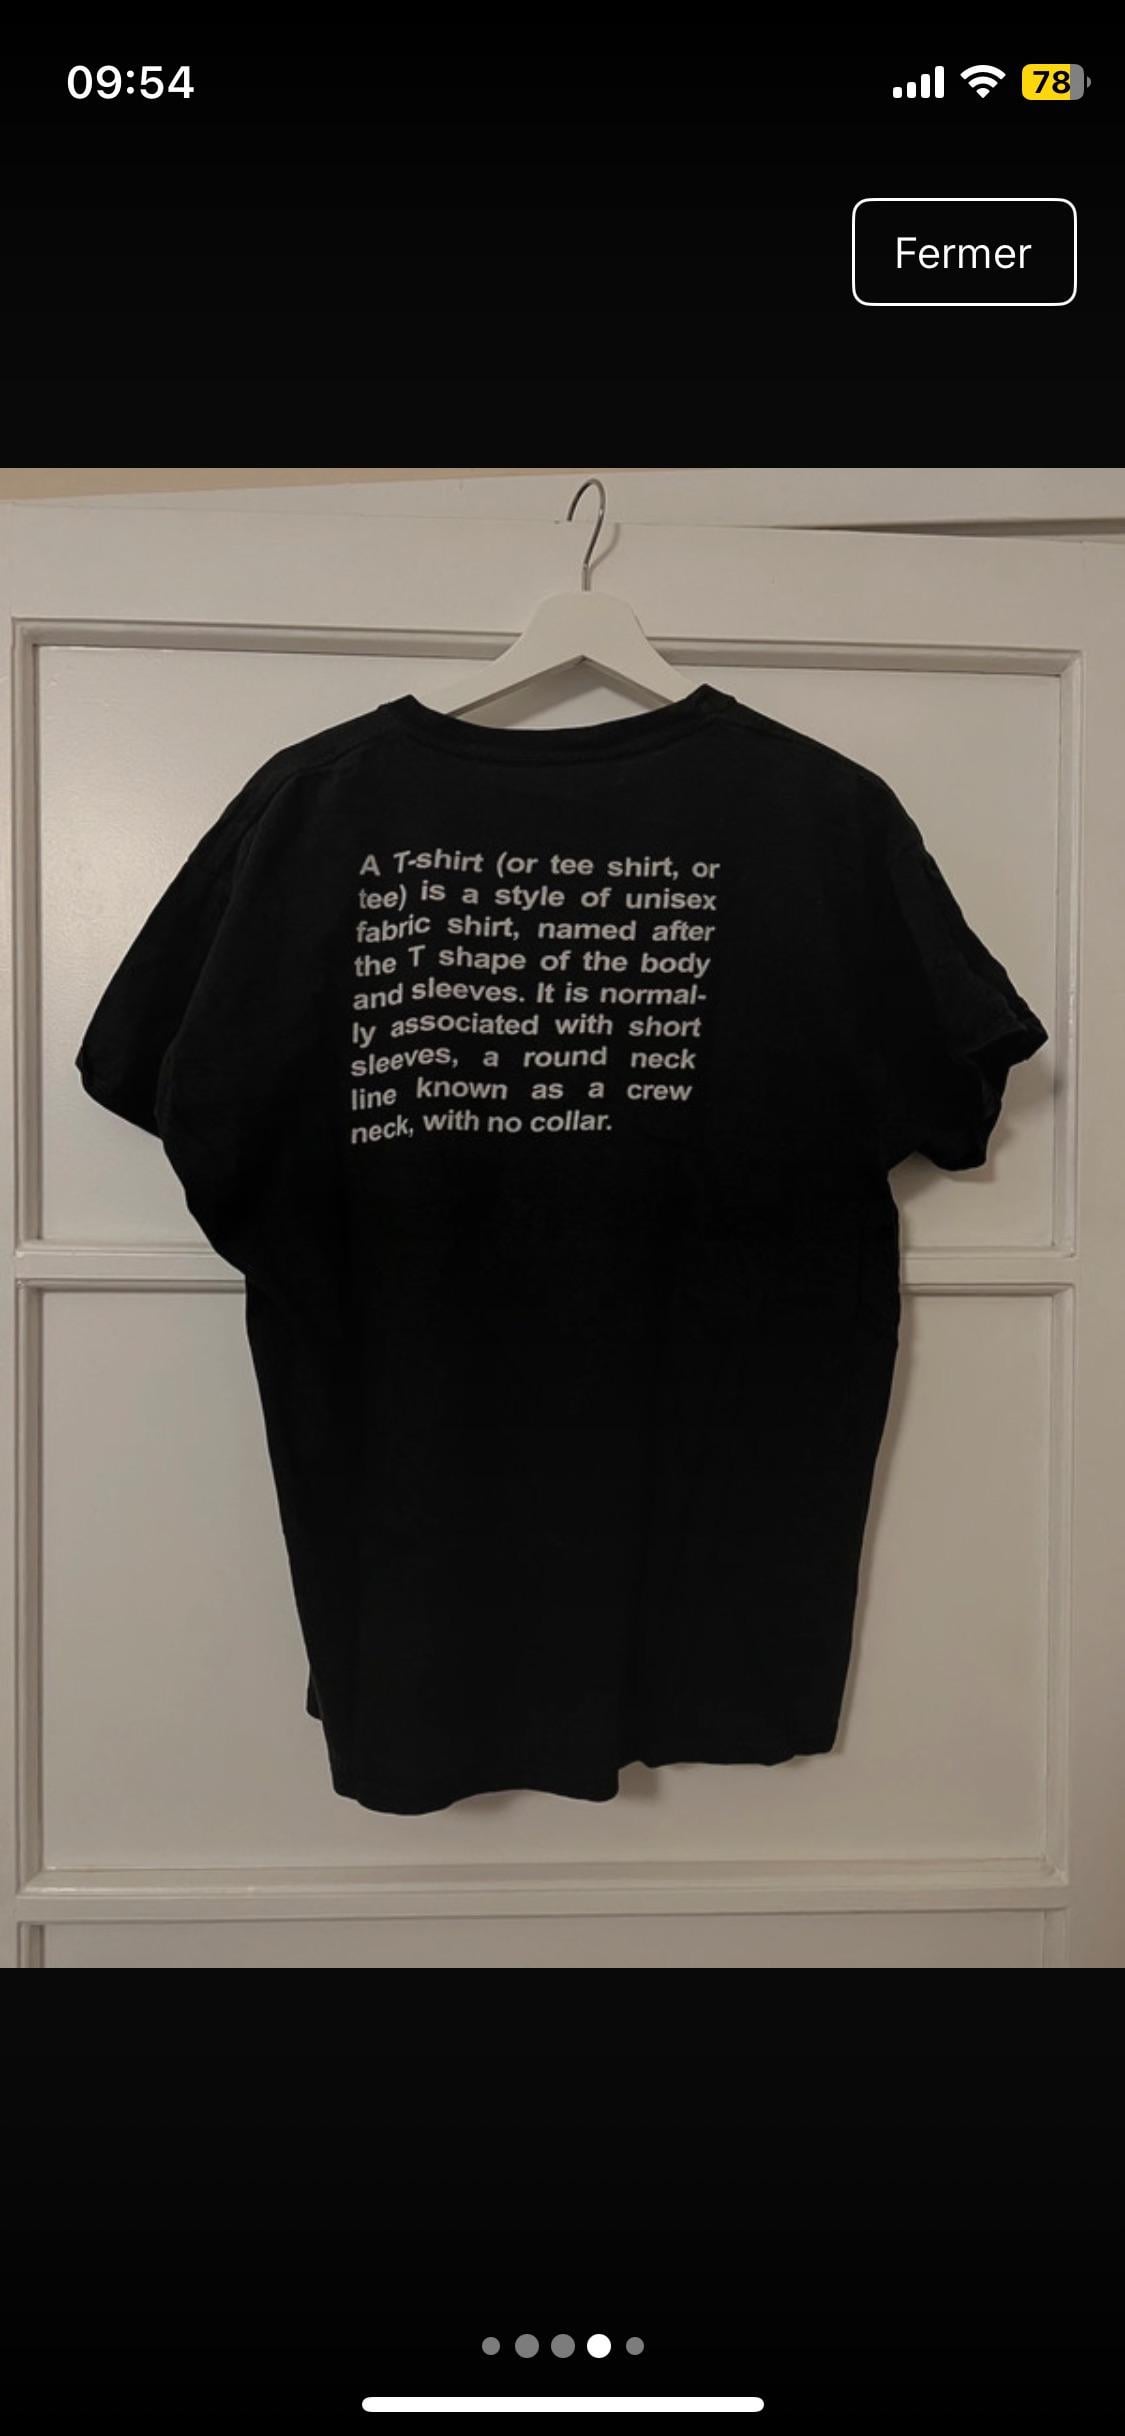 09:54
78
Fermer
A T-shirt (or tee shirt, or
tee) is a style of unisex
fabric shirt, named after
the T shape of the body
and sleeves. It is normal-
ly associated with short
sleeves, a round neck
line known as a crew
neck, with no collar.